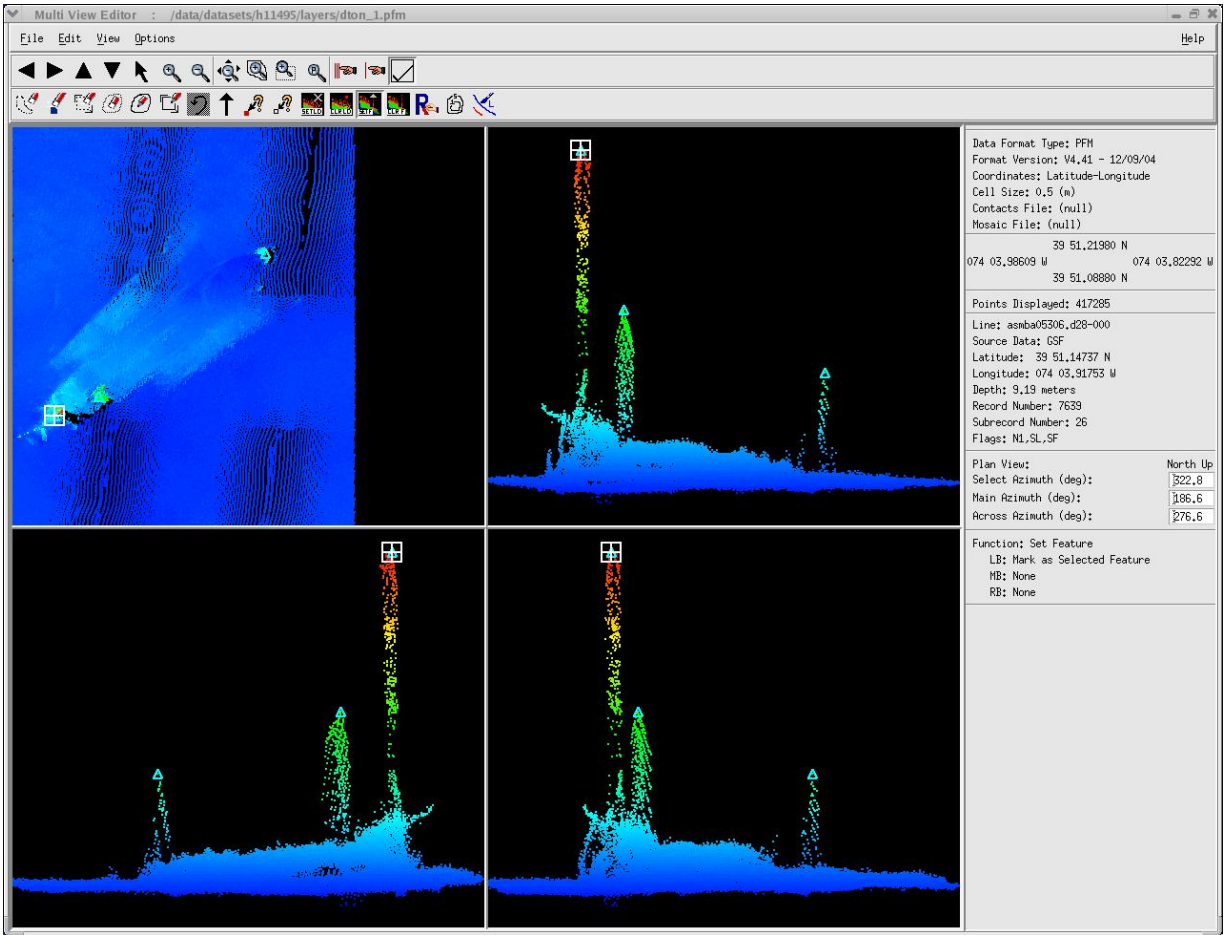 Multi View Editor : /data/datasets/h11495/layers/dton_1.pfm
File Edit View Options Help
SETLD CLRLD SETF CLR F R
Data Format Type: PFM
Format Version: V4.41 - 12/09/04
Coordinates: Latitude-Longitude
Cell Size: 0.5 (m)
Contacts File: (null)
Mosaic File: (null)
39 51.21980 N
074 03.98609 W 074 03.82292 W
39 51.08880 N
Points Displayed: 417285
Line: asmba05306.d28-000
Source Data: GSF
Latitude: 39 51.14737 N
Longitude: 074 03.91753 W
Depth: 9.19 meters
Record Number: 7639
Subrecord Number: 26
Flags: N1,SL,SF
Plan View: North Up
Select Azimuth (deg): 322.8
Main Azimuth (deg): 186.6
Across Azimuth (deg): 276.6
Function: Set Feature
LB: Mark as Selected Feature
MB: None
RB: None